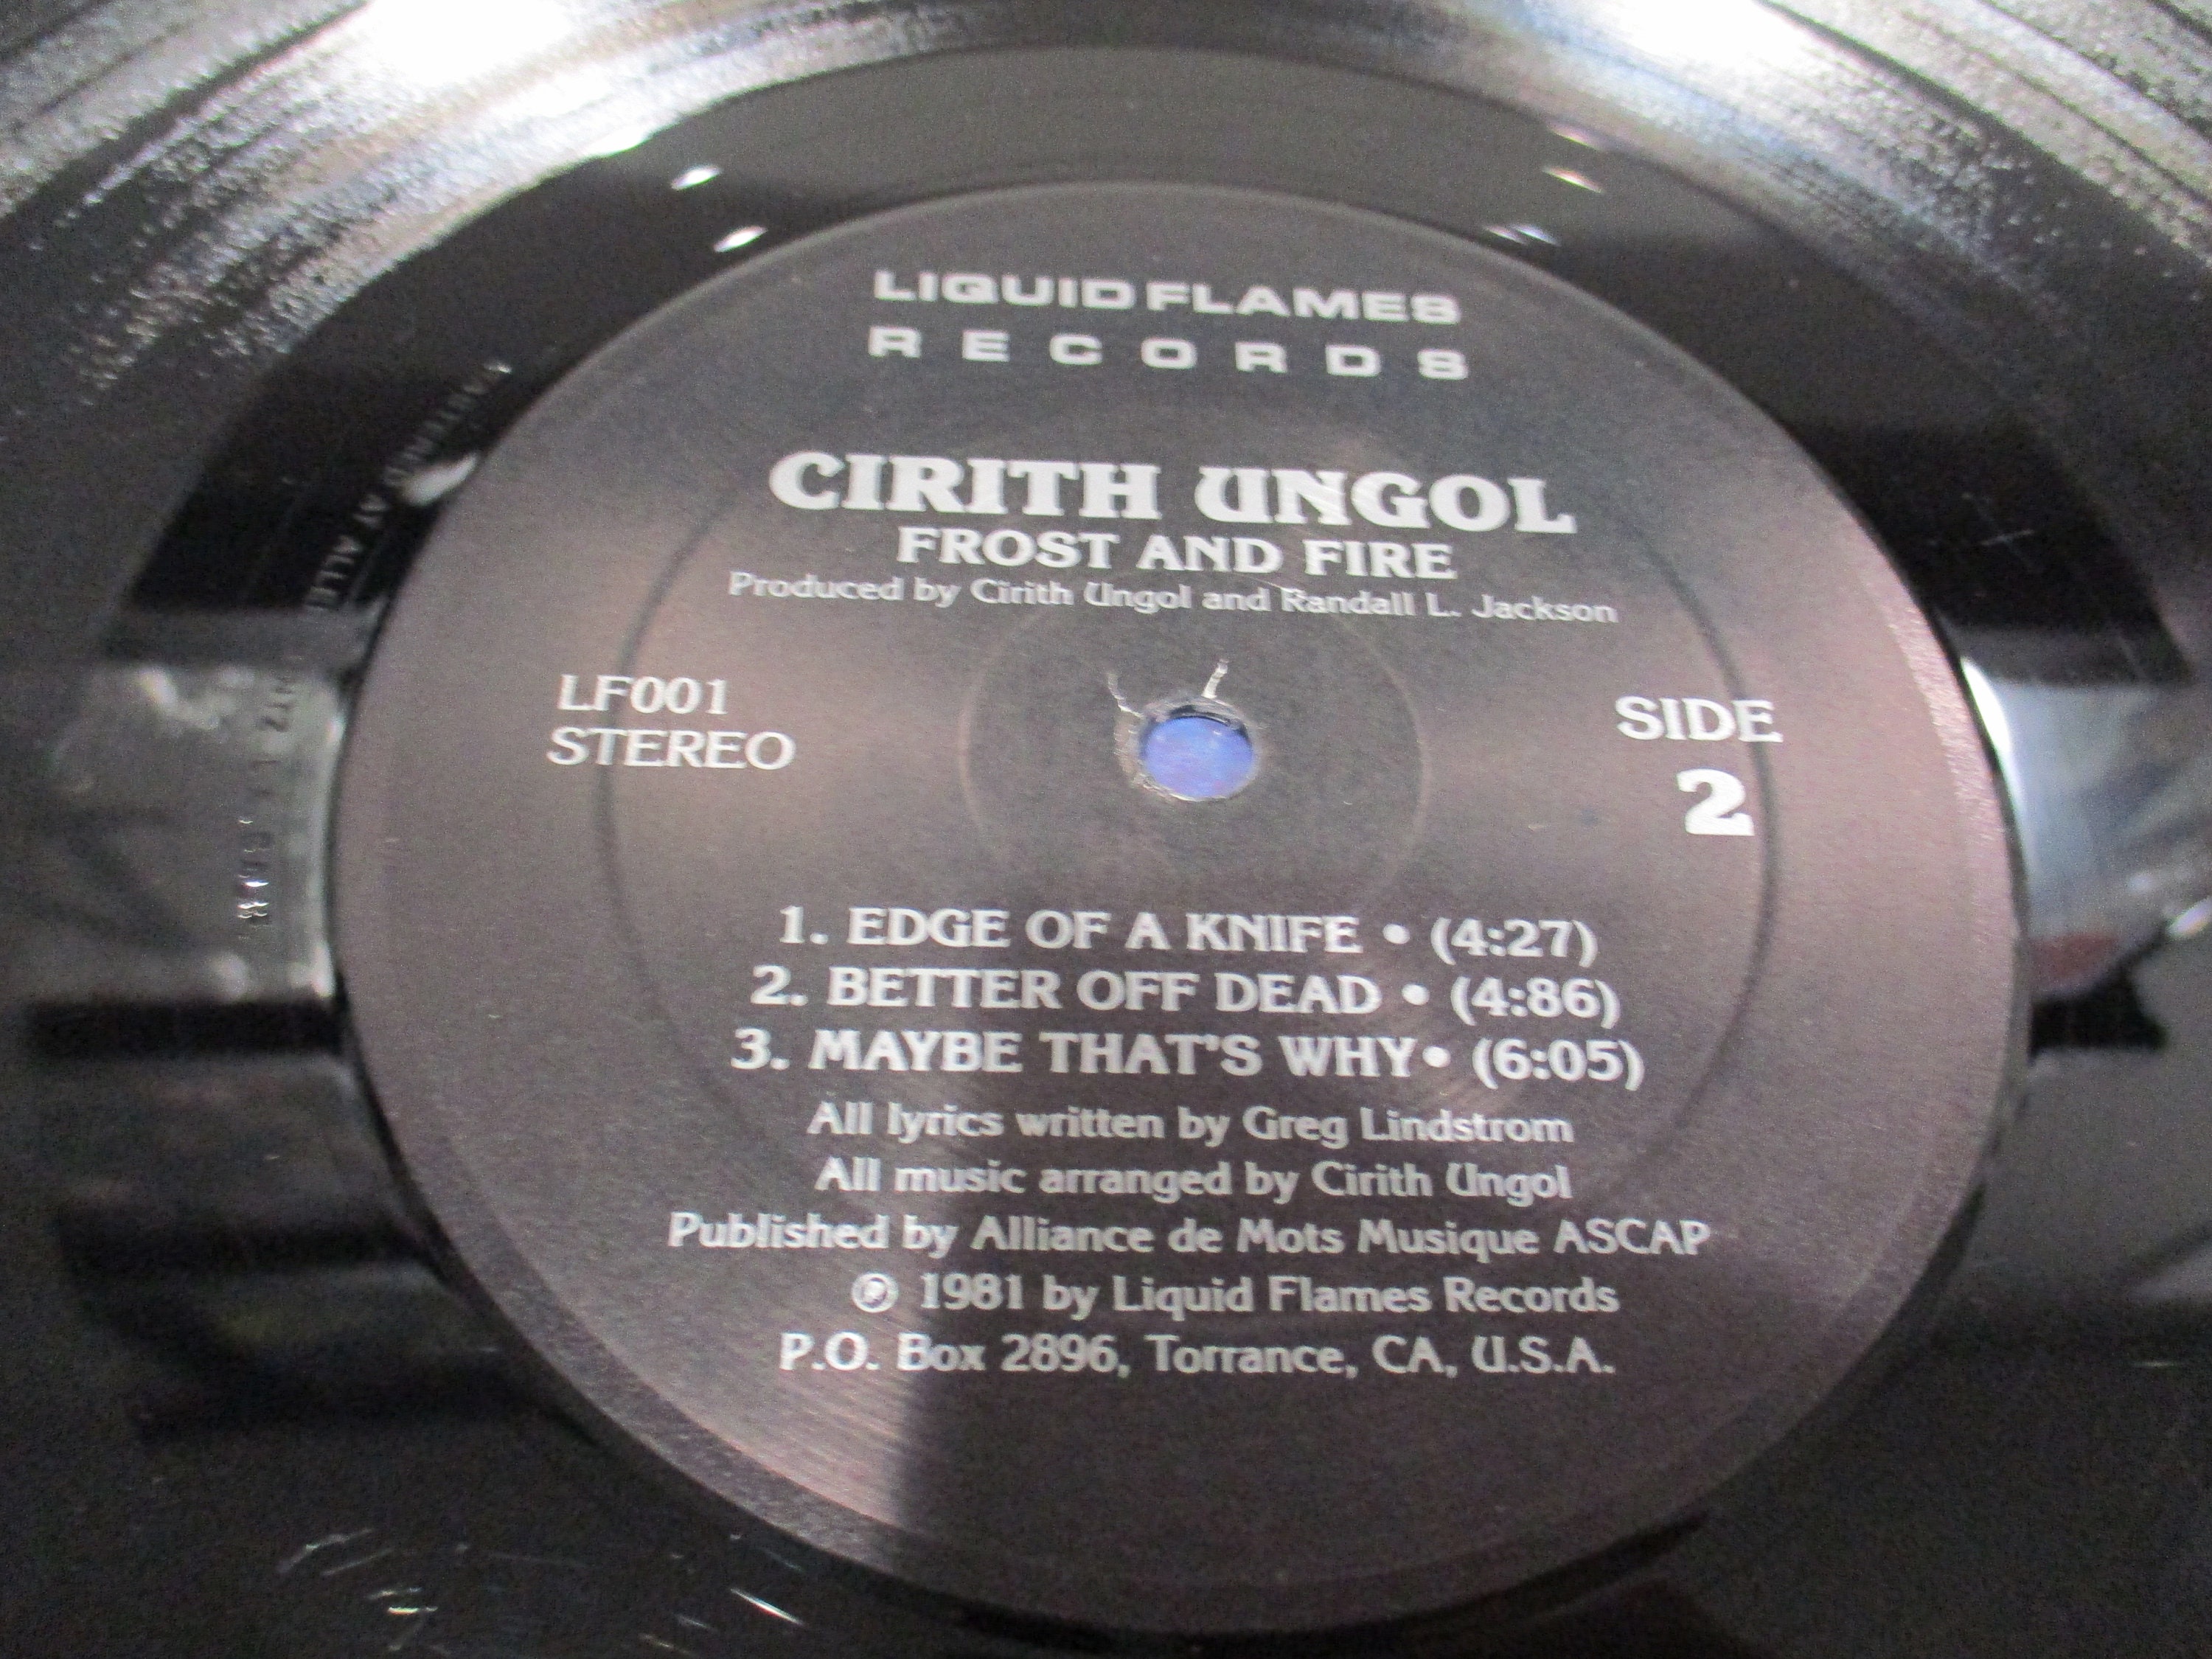 LIQUID FLAMES
RECORDS
CIRITH UNGOL
FROST AND FIRE
Produced by Cirith Ungol and Randall L. Jackson
LF001
STEREO
SIDE
2
1. EDGE OF A KNIFE • (4:27)
2. BETTER OFF DEAD • (4:86)
3. MAYBE THAT'S WHY • (6:05)
All lyrics written by Greg Lindstrom
All music arranged by Cirith Ungol
Published by Alliance de Mots Musique ASCAP
℗ 1981 by Liquid Flames Records
P.O. Box 2896, Torrance, CA, U.S.A.
AT